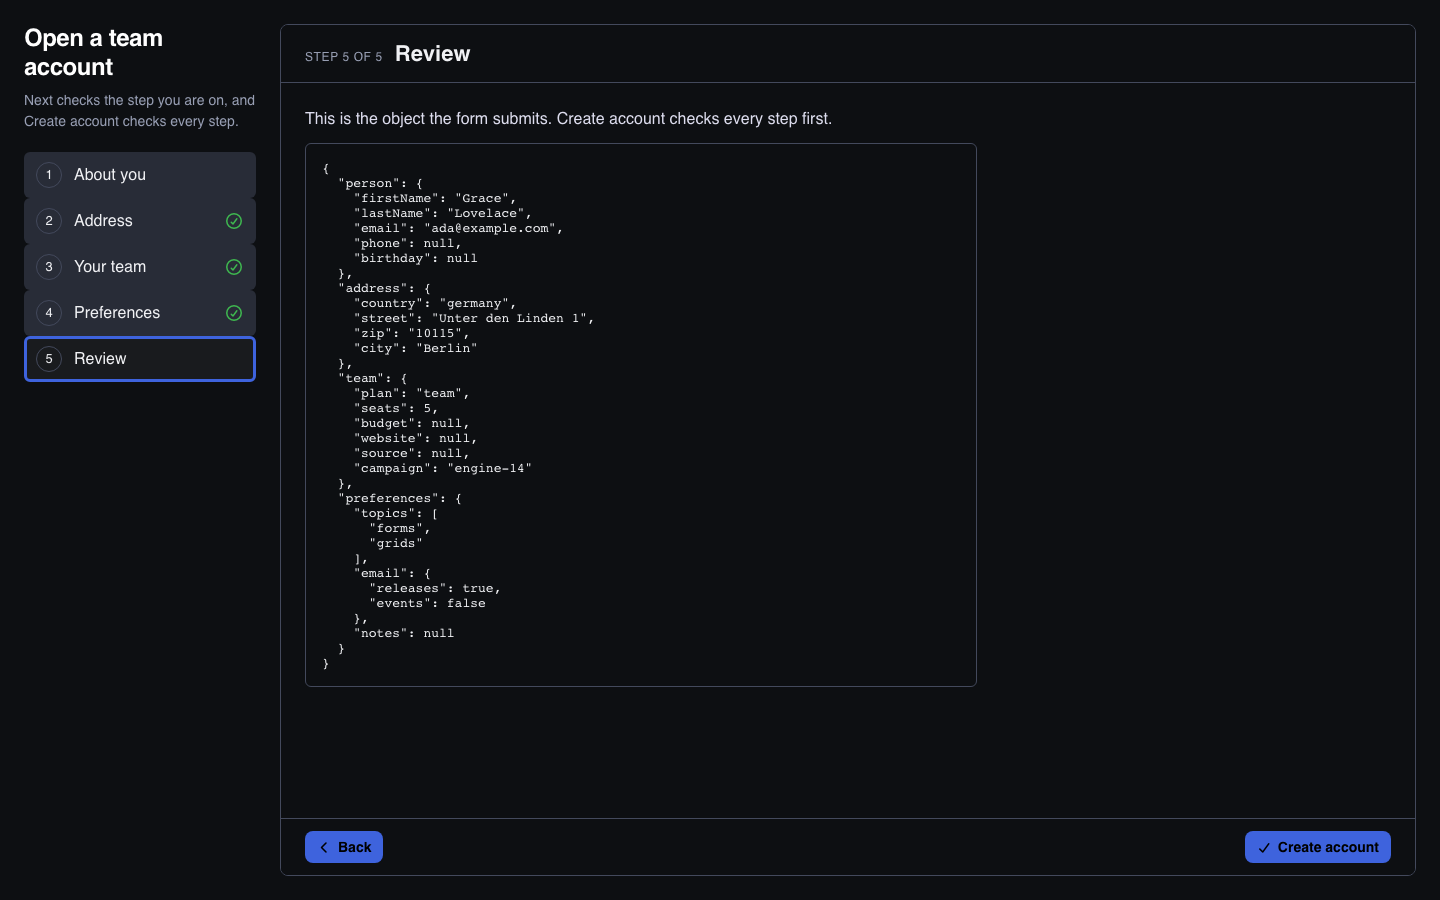 Open a team
account
Next checks the step you are on, and
Create account checks every step.
1 About you
2 Address
3 Your team
4 Preferences
5 Review
STEP 5 OF 5 Review
This is the object the form submits. Create account checks every step first.
{
  "person": {
    "firstName": "Grace",
    "lastName": "Lovelace",
    "email": "ada@example.com",
    "phone": null,
    "birthday": null
  },
  "address": {
    "country": "germany",
    "street": "Unter den Linden 1",
    "zip": "10115",
    "city": "Berlin"
  },
  "team": {
    "plan": "team",
    "seats": 5,
    "budget": null,
    "website": null,
    "source": null,
    "campaign": "engine-14"
  },
  "preferences": {
    "topics": [
      "forms",
      "grids"
    ],
    "email": {
      "releases": true,
      "events": false
    },
    "notes": null
  }
}
Back
Create account